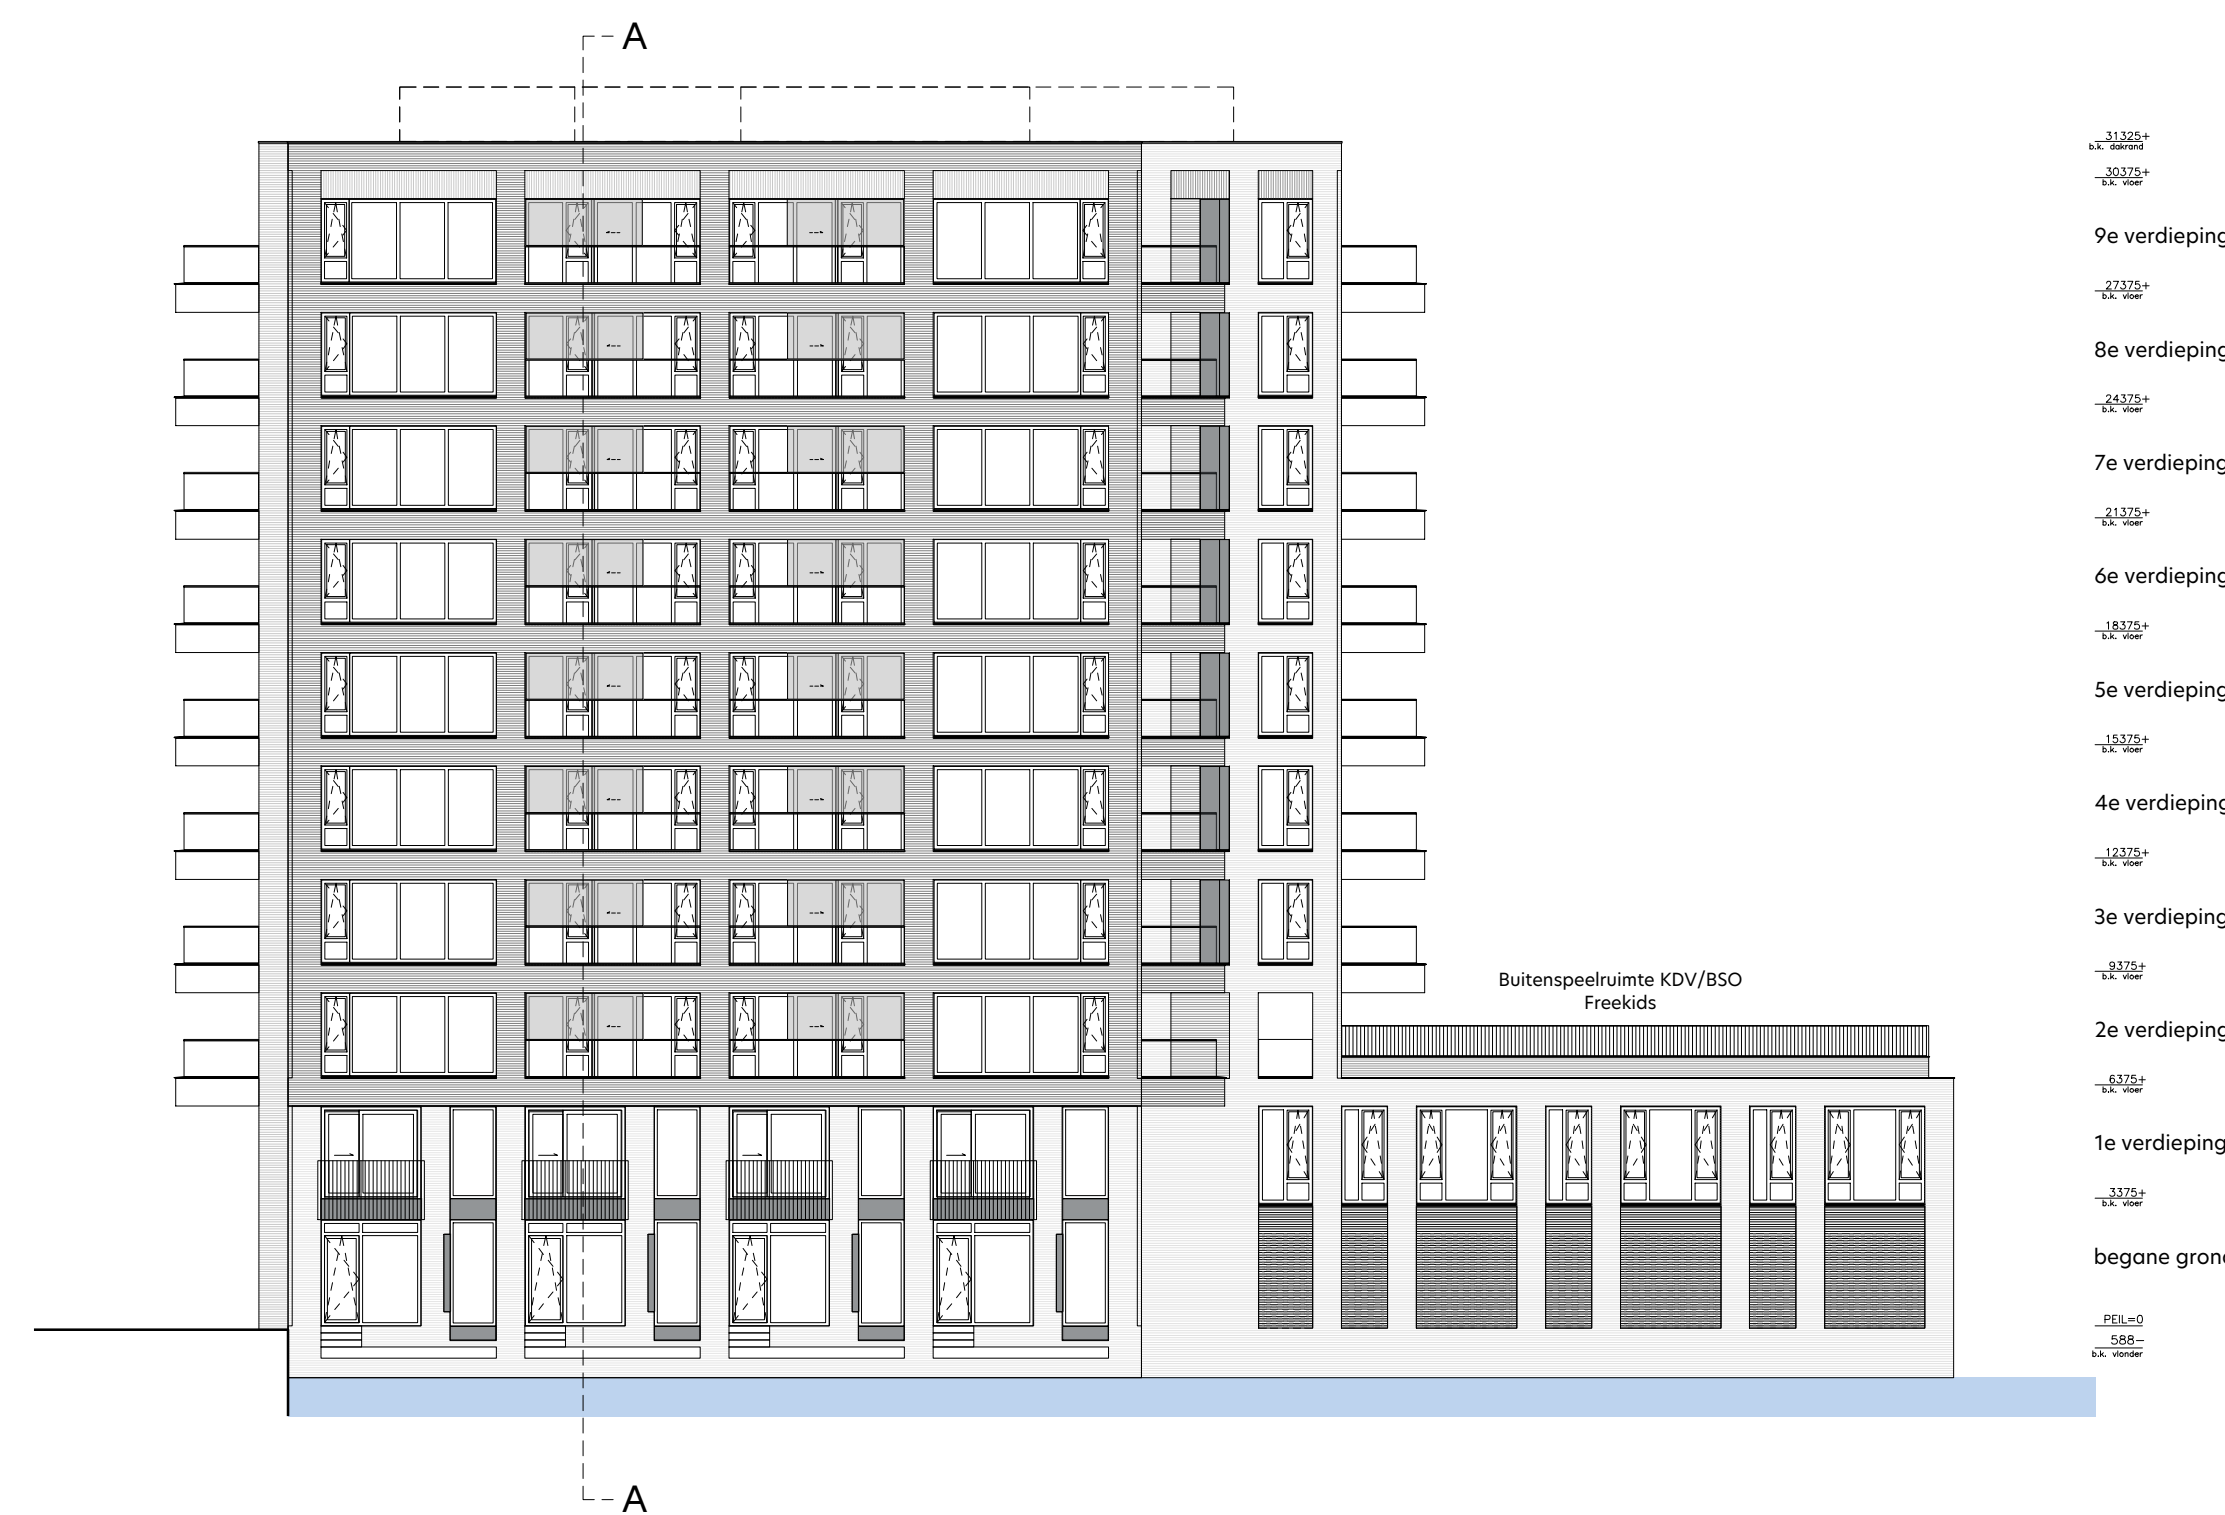 A
31325+
b.k. dakrand
30375+
b.k. vloer
9e verdieping
27375+
b.k. vloer
8e verdieping
24375+
b.k. vloer
7e verdieping
21375+
b.k. vloer
6e verdieping
18375+
b.k. vloer
5e verdieping
15375+
b.k. vloer
4e verdieping
12375+
b.k. vloer
3e verdieping
9375+
b.k. vloer
Buitenspeelruimte KDV/BSO
Freekids
2e verdieping
6375+
b.k. vloer
1e verdieping
3375+
b.k. vloer
begane gron
PEIL=0
588-
b.k. vlonder
A